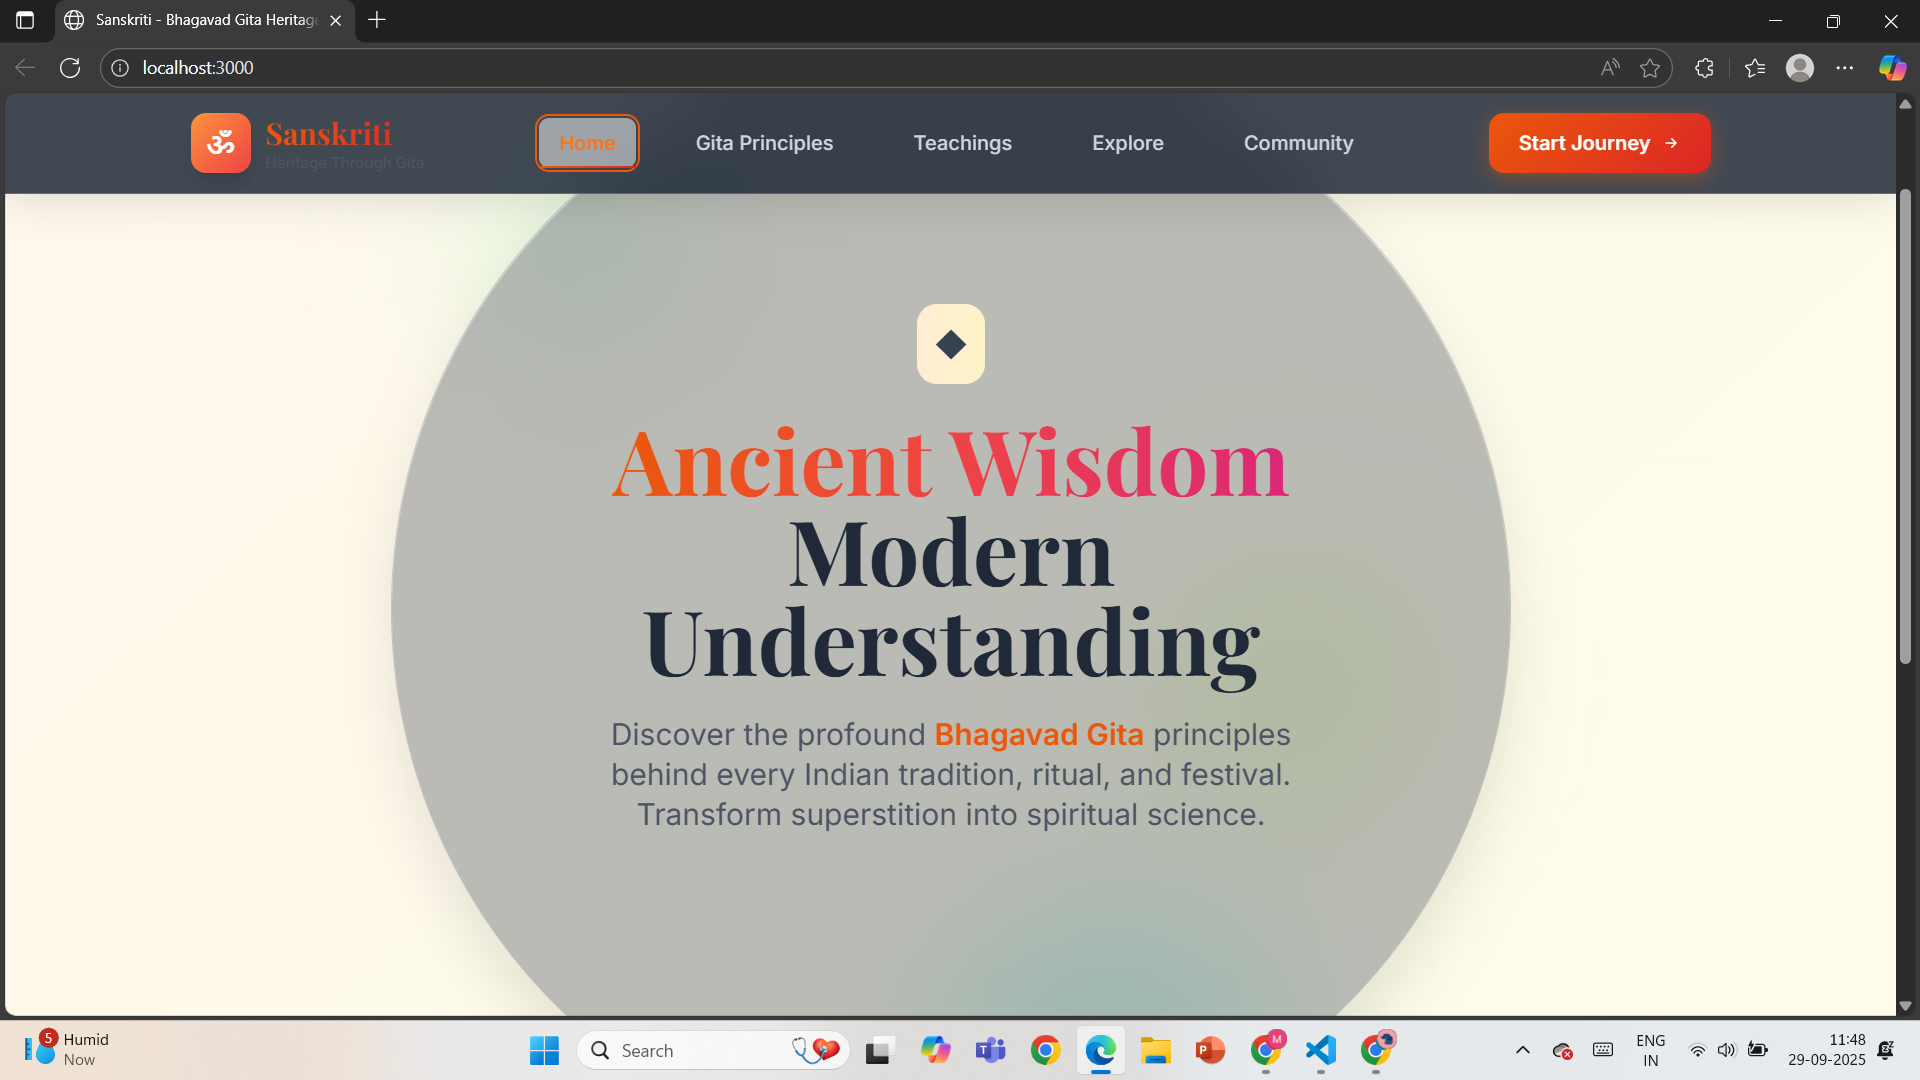 Sanskriti - Bhagavad Gita Heritag
localhost:3000
ॐ
Sanskriti
Heritage Through Gita
Home
Gita Principles
Teachings
Explore
Community
Start Journey →
Ancient Wisdom
Modern
Understanding
Discover the profound Bhagavad Gita principles
behind every Indian tradition, ritual, and festival.
Transform superstition into spiritual science.
5
Humid
Now
Search
T
P
M
ENG
IN
11:48
29-09-2025